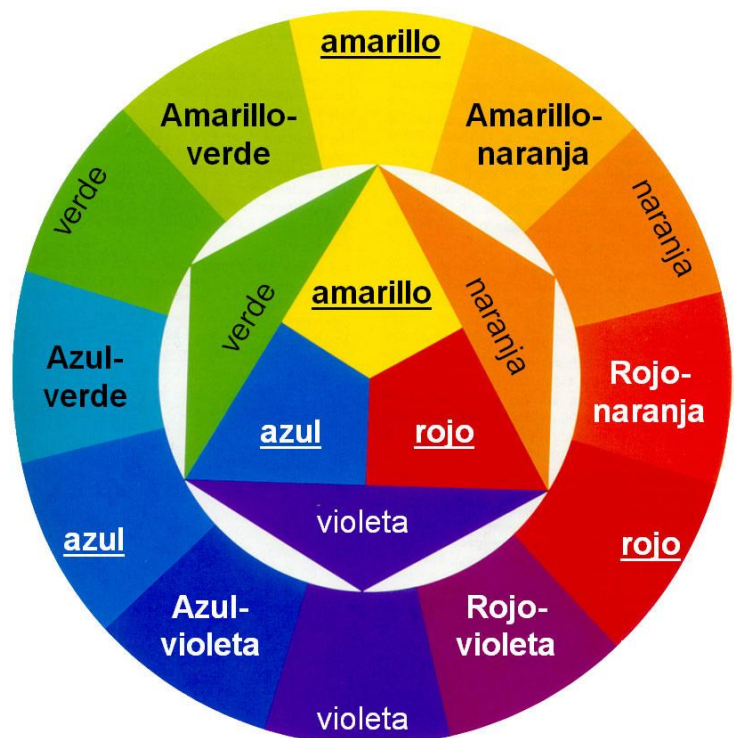 amarillo
Amarillo-
naranja
naranja
Rojo-
naranja
rojo
Rojo-
violeta
violeta
Azul-
violeta
azul
Azul-
verde
verde
Amarillo-
verde
amarillo
verde
naranja
azul
rojo
violeta